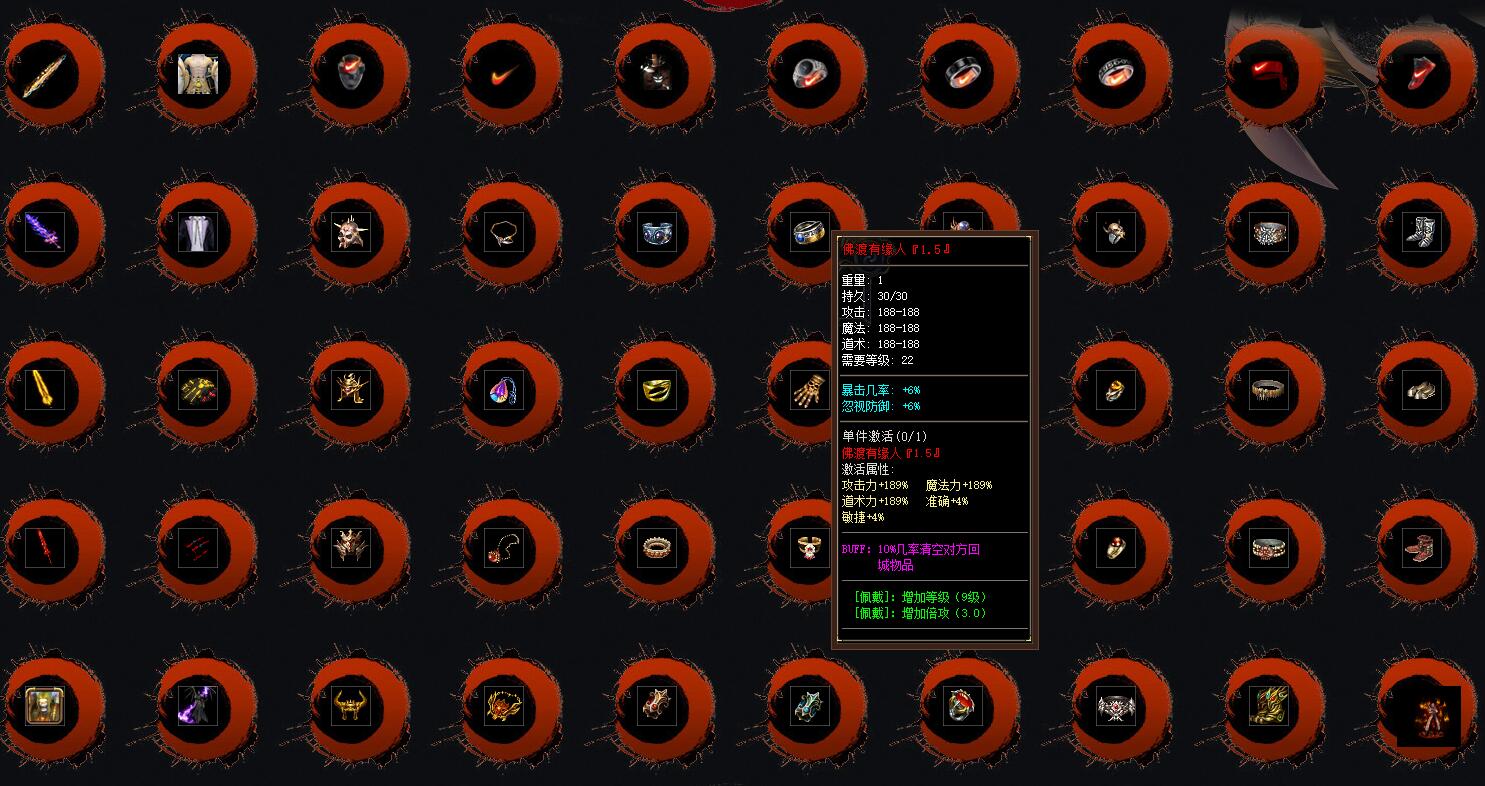 佛渡有缘人『1.5』
重量: 1
持久: 30/30
攻击: 188-188
魔法: 188-188
道术: 188-188
需要等级: 22
暴击几率: +6%
忽视防御: +6%
单件激活(0/1)
佛渡有缘人『1.5』
激活属性:
攻击力+189% 魔法力+189%
道术力+189% 准确+4%
敏捷+4%
BUFF: 10%几率清空对方回
城物品
[佩戴]: 增加等级（9级）
[佩戴]: 增加倍攻（3.0）